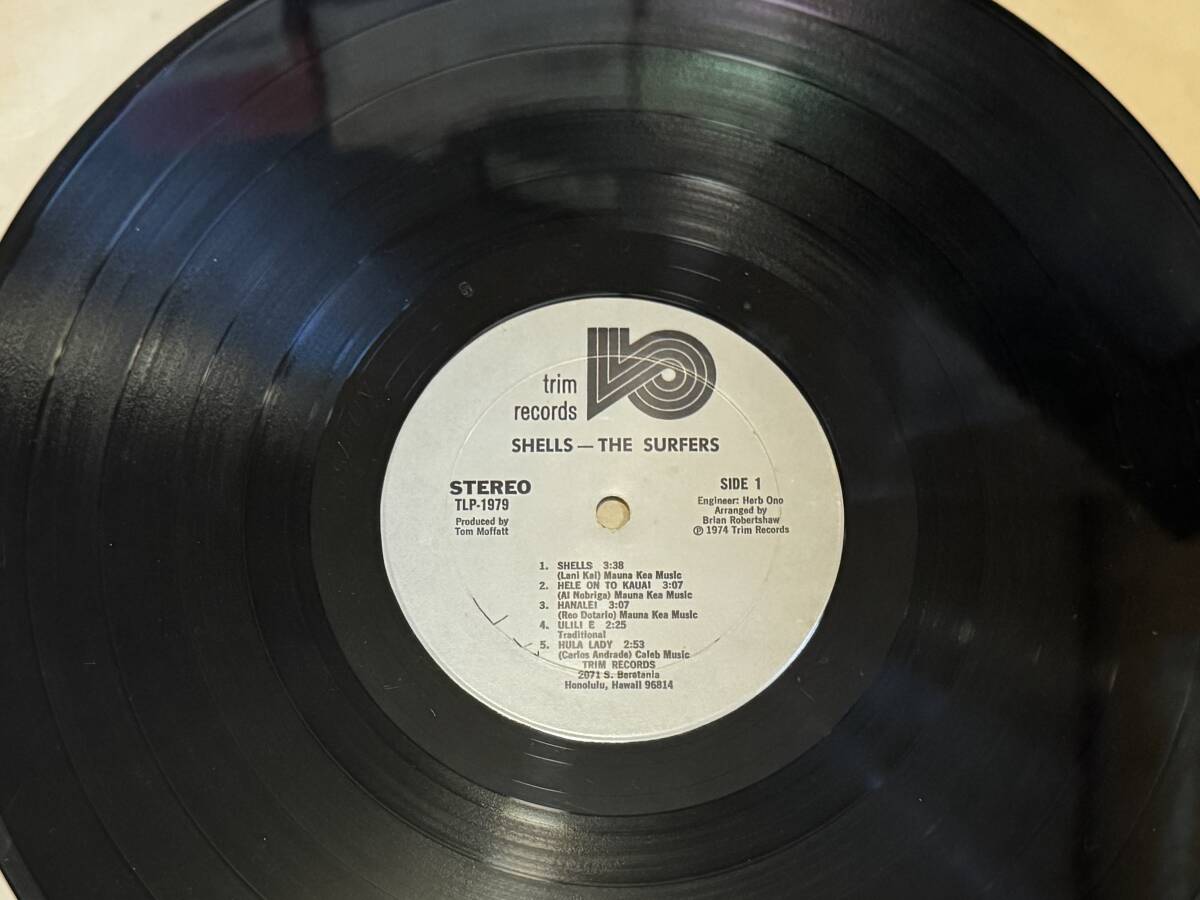 trim
records
SHELLS — THE SURFERS
STEREO
TLP-1979
Produced by
Tom Moffatt
SIDE 1
Engineer: Herb Ono
Arranged by
Brian Robertshaw
Ⓟ 1974 Trim Records
1. SHELLS 3:38
(Lani Kai) Mauna Kea Music
2. HELE ON TO KAUAI 3:07
(Al Nobriga) Mauna Kea Music
3. HANALEI 3:07
(Reo Dotario) Mauna Kea Music
4. ULILI E 2:25
Traditional
5. HULA LADY 2:53
(Carlos Andrade) Caleb Music
TRIM RECORDS
2071 S. Beretania
Honolulu, Hawaii 96814